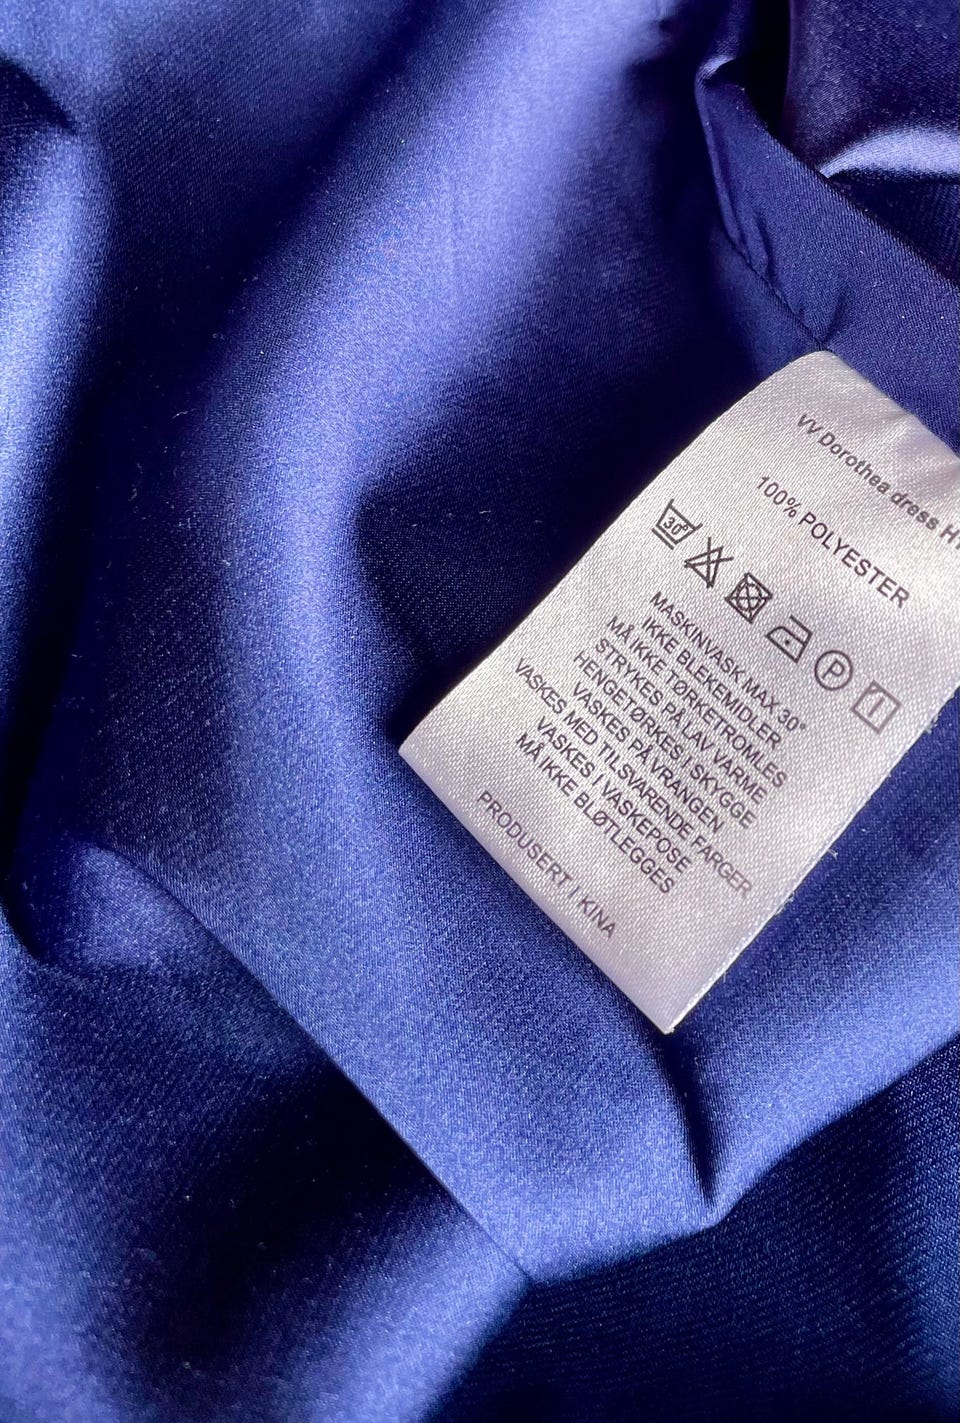 VV Dorothea dress
100% POLYESTER
30°
P
MASKINVASK MAX 30°
IKKE BLEKEMIDLER
MÅ IKKE TØRKETROMLES
STRYKES PÅ LAV VARME
HENGETØRKES I SKYGGE
VASKES PÅ VRANGEN
VASKES MED TILSVARENDE FARGER
VASKES I VASKEPOSE
MÅ IKKE BLØTLEGGES
PRODUSERT I KINA